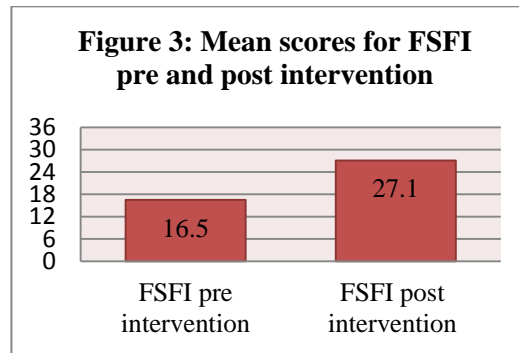 Figure 3: Mean scores for FSFI
pre and post intervention
36
30
24
18
12
6
0
16.5
27.1
FSFI pre
intervention
FSFI post
intervention